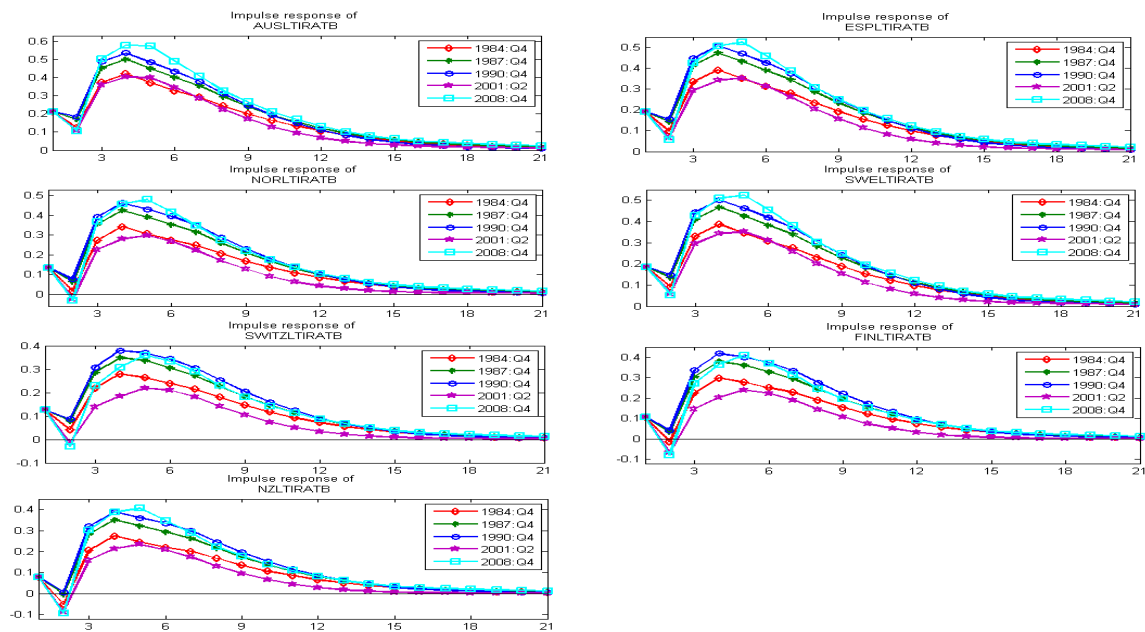 Impulse response of
AUSLTIRATB
0.6
0.5
0.4
0.3
0.2
0.1
0
3 6 9 12 15 18 21
1984:Q4
1987:Q4
1990:Q4
2001:Q2
2008:Q4
Impulse response of
ESPLTIRATB
0.5
0.4
0.3
0.2
0.1
0
3 6 9 12 15 18 21
1984:Q4
1987:Q4
1990:Q4
2001:Q2
2008:Q4
Impulse response of
NORLTIRATB
0.5
0.4
0.3
0.2
0.1
0
3 6 9 12 15 18 21
1984:Q4
1987:Q4
1990:Q4
2001:Q2
2008:Q4
Impulse response of
SWELTIRATB
0.5
0.4
0.3
0.2
0.1
0
3 6 9 12 15 18 21
1984:Q4
1987:Q4
1990:Q4
2001:Q2
2008:Q4
Impulse response of
SWITZLTIRATB
0.4
0.3
0.2
0.1
0
-0.1
3 6 9 12 15 18 21
1984:Q4
1987:Q4
1990:Q4
2001:Q2
2008:Q4
Impulse response of
FINLTIRATB
0.4
0.3
0.2
0.1
0
-0.1
3 6 9 12 15 18 21
1984:Q4
1987:Q4
1990:Q4
2001:Q2
2008:Q4
Impulse response of
NZLTIRATB
0.4
0.3
0.2
0.1
0
-0.1
3 6 9 12 15 18 21
1984:Q4
1987:Q4
1990:Q4
2001:Q2
2008:Q4